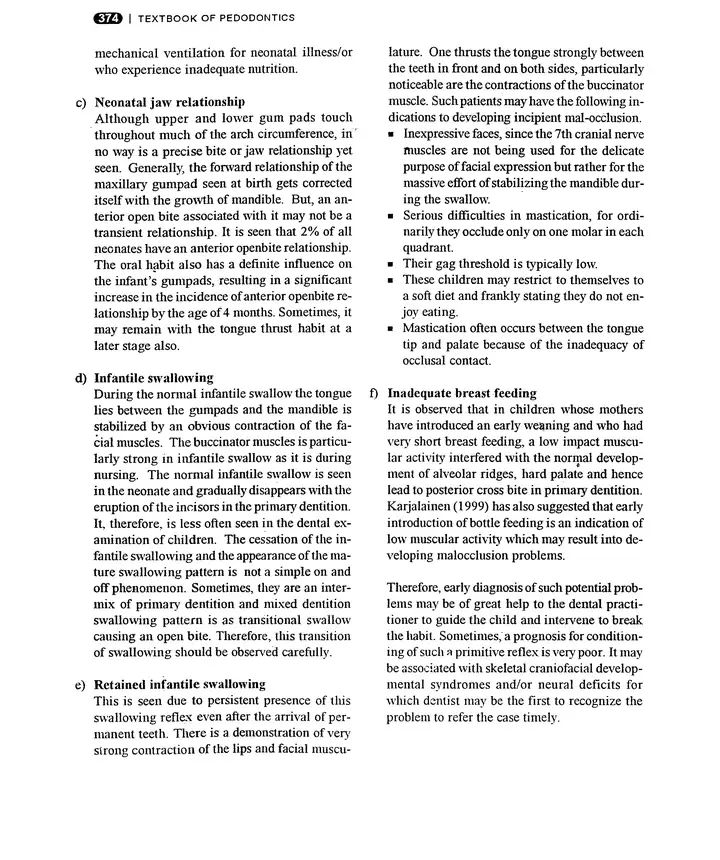 374 | TEXTBOOK OF PEDODONTICS
mechanical ventilation for neonatal illness/or
who experience inadequate nutrition.
c) Neonatal jaw relationship
Although upper and lower gum pads touch
throughout much of the arch circumference, in
no way is a precise bite or jaw relationship yet
seen. Generally, the forward relationship of the
maxillary gumpad seen at birth gets corrected
itself with the growth of mandible. But, an an-
terior open bite associated with it may not be a
transient relationship. It is seen that 2% of all
neonates have an anterior openbite relationship.
The oral habit also has a definite influence on
the infant's gumpads, resulting in a significant
increase in the incidence of anterior openbite re-
lationship by the age of 4 months. Sometimes, it
may remain with the tongue thrust habit at a
later stage also.
d) Infantile swallowing
During the normal infantile swallow the tongue
lies between the gumpads and the mandible is
stabilized by an obvious contraction of the fa-
cial muscles. The buccinator muscles is particu-
larly strong in infantile swallow as it is during
nursing. The normal infantile swallow is seen
in the neonate and gradually disappears with the
eruption of the incisors in the primary dentition.
It, therefore, is less often seen in the dental ex-
amination of children. The cessation of the in-
fantile swallowing and the appearance of the ma-
ture swallowing pattern is not a simple on and
off phenomenon. Sometimes, they are an inter-
mix of primary dentition and mixed dentition
swallowing pattern is as transitional swallow
causing an open bite. Therefore, this transition
of swallowing should be observed carefully.
e) Retained infantile swallowing
This is seen due to persistent presence of this
swallowing reflex even after the arrival of per-
manent teeth. There is a demonstration of very
strong contraction of the lips and facial muscu-
lature. One thrusts the tongue strongly between
the teeth in front and on both sides, particularly
noticeable are the contractions of the buccinator
muscle. Such patients may have the following in-
dications to developing incipient mal-occlusion.
■ Inexpressive faces, since the 7th cranial nerve
muscles are not being used for the delicate
purpose of facial expression but rather for the
massive effort of stabilizing the mandible dur-
ing the swallow.
■ Serious difficulties in mastication, for ordi-
narily they occlude only on one molar in each
quadrant.
■ Their gag threshold is typically low.
■ These children may restrict to themselves to
a soft diet and frankly stating they do not en-
joy eating.
■ Mastication often occurs between the tongue
tip and palate because of the inadequacy of
occlusal contact.
f) Inadequate breast feeding
It is observed that in children whose mothers
have introduced an early weaning and who had
very short breast feeding, a low impact muscu-
lar activity interfered with the normal develop-
ment of alveolar ridges, hard palate and hence
lead to posterior cross bite in primary dentition.
Karjalainen (1999) has also suggested that early
introduction of bottle feeding is an indication of
low muscular activity which may result into de-
veloping malocclusion problems.
Therefore, early diagnosis of such potential prob-
lems may be of great help to the dental practi-
tioner to guide the child and intervene to break
the habit. Sometimes, a prognosis for condition-
ing of such a primitive reflex is very poor. It may
be associated with skeletal craniofacial develop-
mental syndromes and/or neural deficits for
which dentist may be the first to recognize the
problem to refer the case timely.